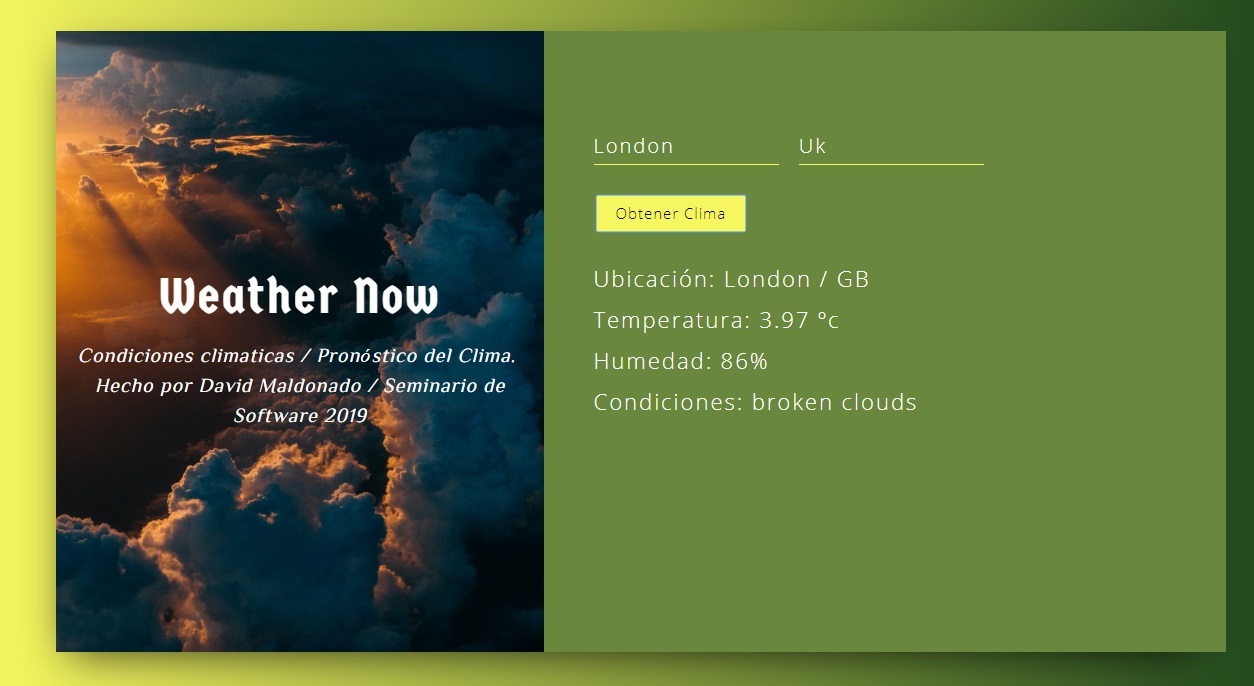 Weather Now
Condiciones climaticas / Pronóstico del Clima.
Hecho por David Maldonado / Seminario de
Software 2019
London Uk
Obtener Clima
Ubicación: London / GB
Temperatura: 3.97 °c
Humedad: 86%
Condiciones: broken clouds